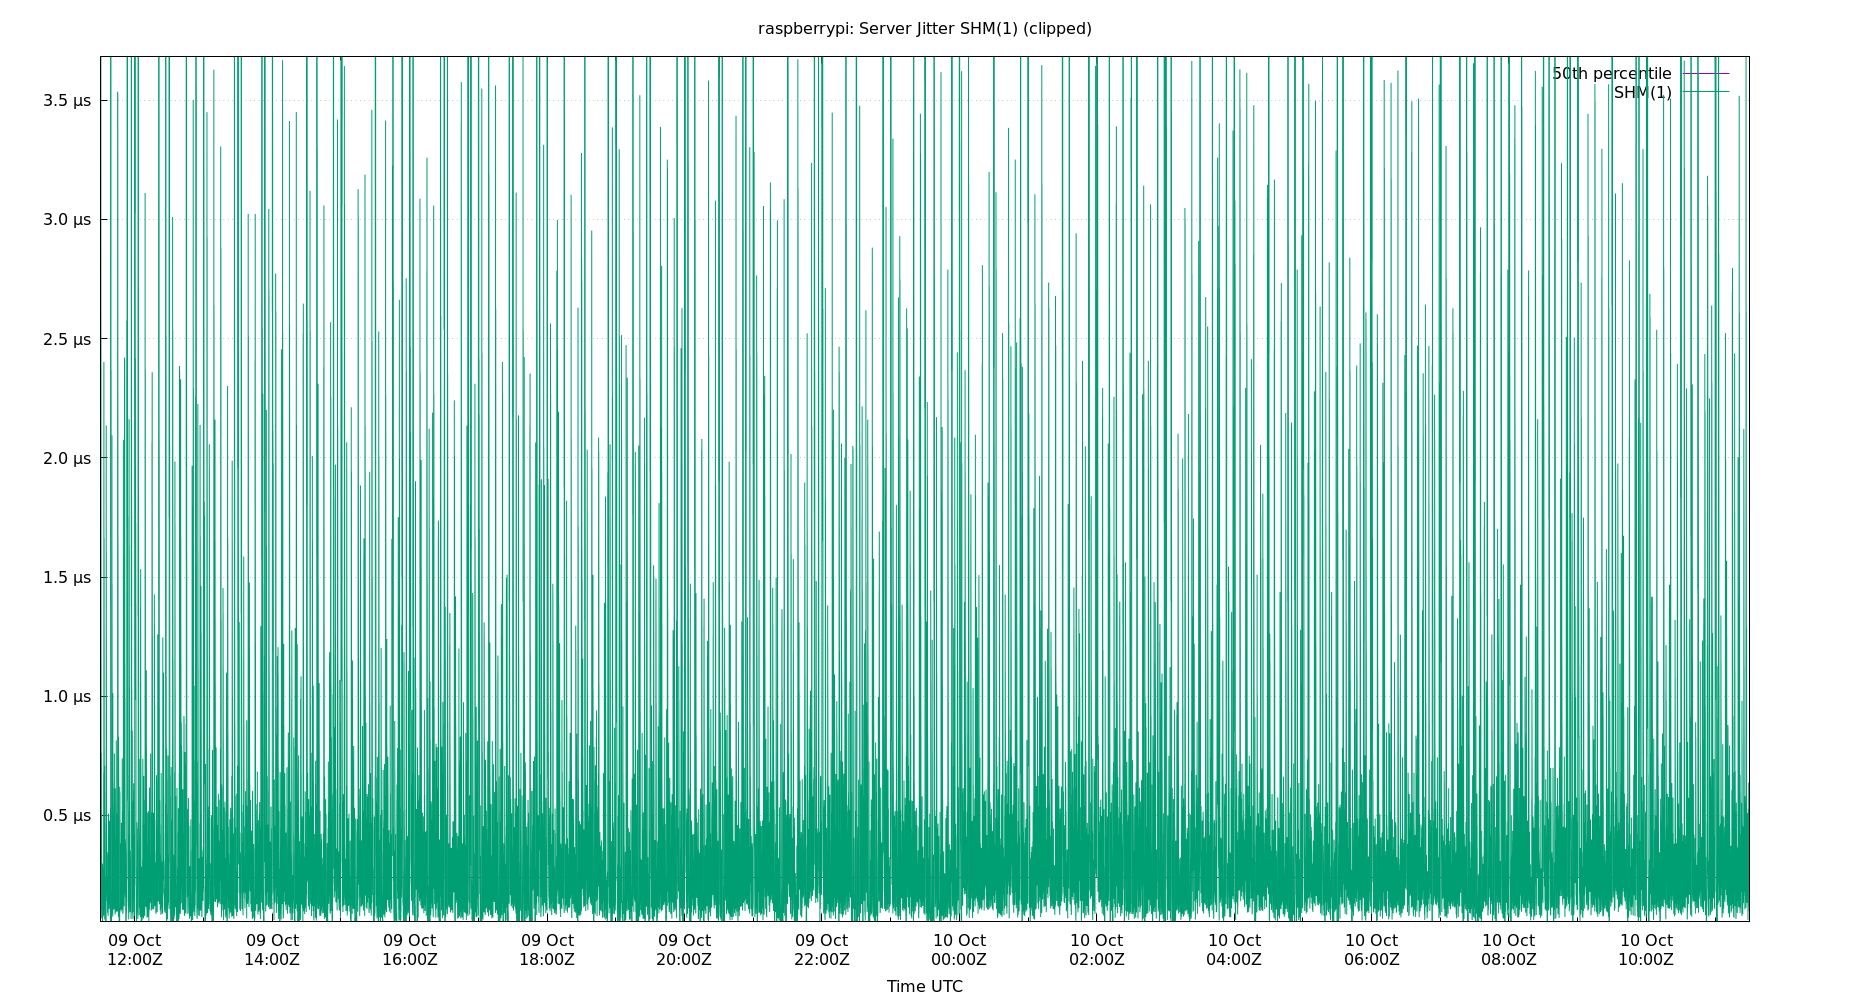 raspberrypi: Server Jitter SHM(1) (clipped)
50th percentile
SHM(1)
3.5 µs
3.0 µs
2.5 µs
2.0 µs
1.5 µs
1.0 µs
0.5 µs
09 Oct 09 Oct 09 Oct 09 Oct 09 Oct 09 Oct 10 Oct 10 Oct 10 Oct 10 Oct 10 Oct 10 Oct
12:00Z 14:00Z 16:00Z 18:00Z 20:00Z 22:00Z 00:00Z 02:00Z 04:00Z 06:00Z 08:00Z 10:00Z
Time UTC